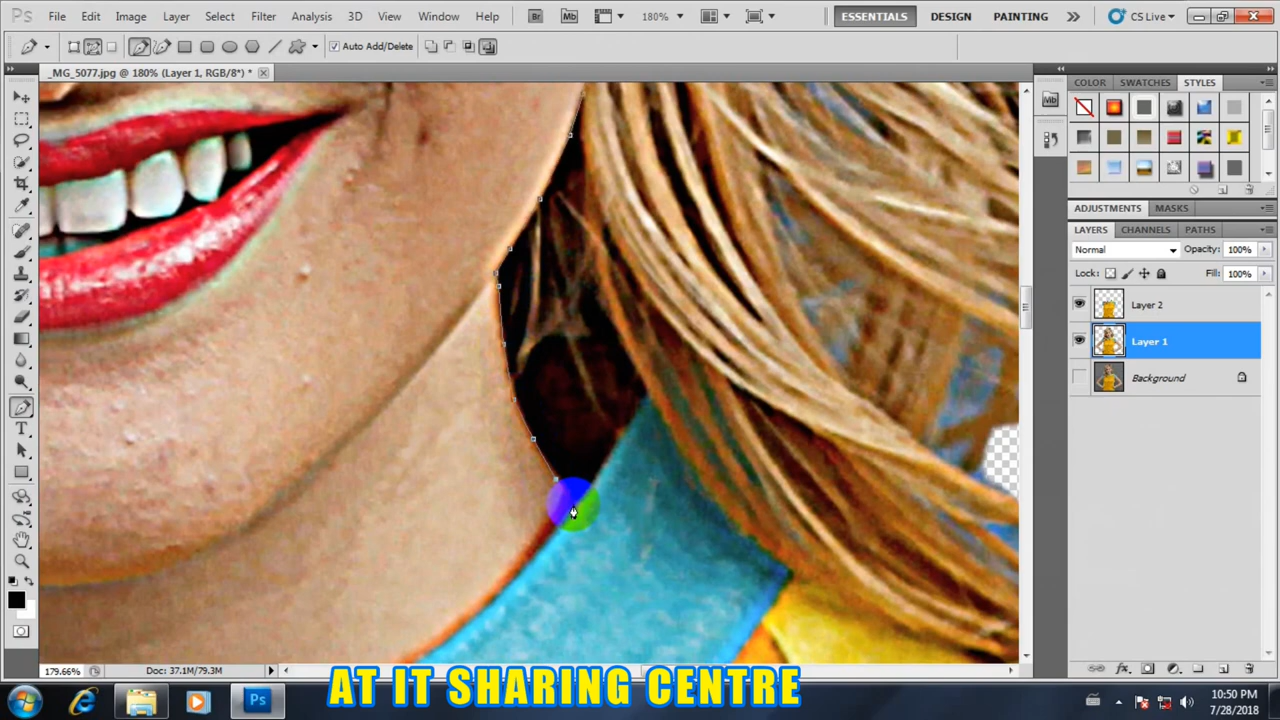 Ps File Edit Image Layer Select Filter Analysis 3D View Window Help Br Mb 180% ESSENTIALS DESIGN PAINTING CS Live
Auto Add/Delete
_MG_5077.jpg @ 180% (Layer 1, RGB/8*) *
COLOR SWATCHES STYLES
Mb
ADJUSTMENTS MASKS
LAYERS CHANNELS PATHS
Normal Opacity: 100%
Lock: Fill: 100%
Layer 2
Layer 1
Background
179.66% Doc: 37.1M/79.3M
AT IT SHARING CENTRE
Ps
10:50 PM
7/28/2018